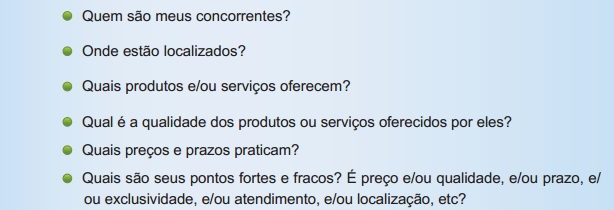 Quem são meus concorrentes?
Onde estão localizados?
Quais produtos e/ou serviços oferecem?
Qual é a qualidade dos produtos ou serviços oferecidos por eles?
Quais preços e prazos praticam?
Quais são seus pontos fortes e fracos? É preço e/ou qualidade, e/ou prazo, e/
ou exclusividade, e/ou atendimento, e/ou localização, etc?